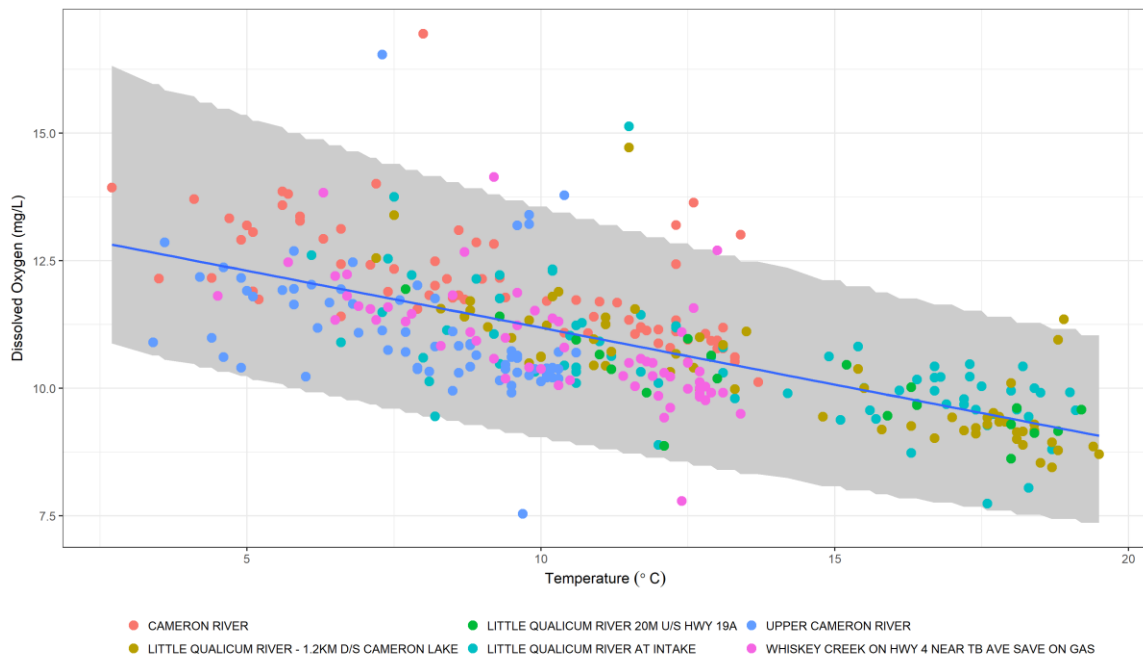 Dissolved Oxygen (mg/L)
15.0
12.5
10.0
7.5
5
10
15
20
Temperature (° C)
CAMERON RIVER
LITTLE QUALICUM RIVER 20M U/S HWY 19A
UPPER CAMERON RIVER
LITTLE QUALICUM RIVER - 1.2KM D/S CAMERON LAKE
LITTLE QUALICUM RIVER AT INTAKE
WHISKEY CREEK ON HWY 4 NEAR TB AVE SAVE ON GAS